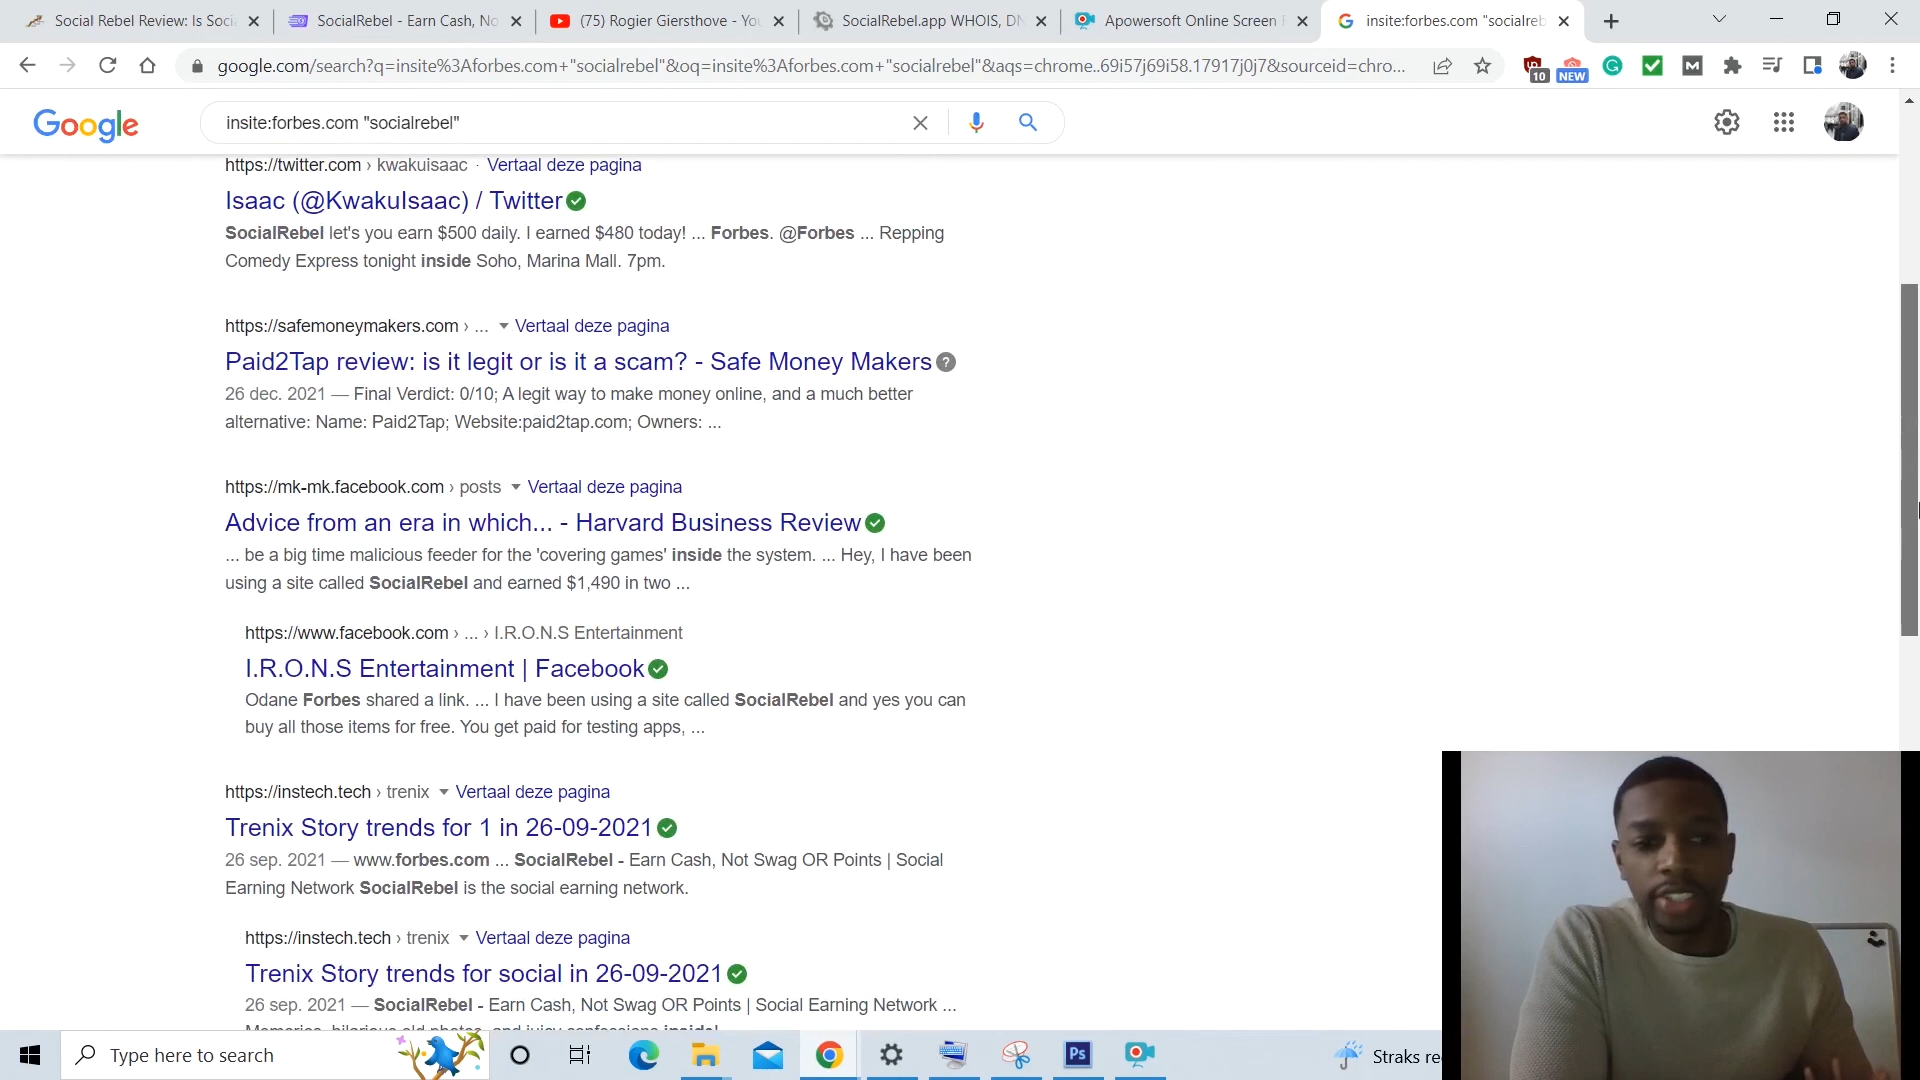 Social Rebel Review: Is Soci
SocialRebel - Earn Cash, No
(75) Rogier Giersthove - You
SocialRebel.app WHOIS, DN
Apowersoft Online Screen
insite:forbes.com "socialreb
google.com/search?q=insite%3Aforbes.com+"socialrebel"&oq=insite%3Aforbes.com+"socialrebel"&aqs=chrome..69i57j69i58.17917j0j7&sourceid=chro...
10
NEW
Google
insite:forbes.com "socialrebel"
https://twitter.com › kwakuisaac · Vertaal deze pagina
Isaac (@KwakuIsaac) / Twitter
SocialRebel let's you earn $500 daily. I earned $480 today! ... Forbes. @Forbes ... Repping
Comedy Express tonight inside Soho, Marina Mall. 7pm.
https://safemoneymakers.com › ... Vertaal deze pagina
Paid2Tap review: is it legit or is it a scam? - Safe Money Makers
26 dec. 2021 — Final Verdict: 0/10; A legit way to make money online, and a much better
alternative: Name: Paid2Tap; Website:paid2tap.com; Owners: ...
https://mk-mk.facebook.com › posts Vertaal deze pagina
Advice from an era in which... - Harvard Business Review
... be a big time malicious feeder for the 'covering games' inside the system. ... Hey, I have been
using a site called SocialRebel and earned $1,490 in two ...
https://www.facebook.com › ... › I.R.O.N.S Entertainment
I.R.O.N.S Entertainment | Facebook
Odane Forbes shared a link. ... I have been using a site called SocialRebel and yes you can
buy all those items for free. You get paid for testing apps, ...
https://instech.tech › trenix Vertaal deze pagina
Trenix Story trends for 1 in 26-09-2021
26 sep. 2021 — www.forbes.com ... SocialRebel - Earn Cash, Not Swag OR Points | Social
Earning Network SocialRebel is the social earning network.
https://instech.tech › trenix Vertaal deze pagina
Trenix Story trends for social in 26-09-2021
26 sep. 2021 — SocialRebel - Earn Cash, Not Swag OR Points | Social Earning Network ...
Memories, hilarious old photos, and juicy confessions inside!
Type here to search
Ps
Straks re